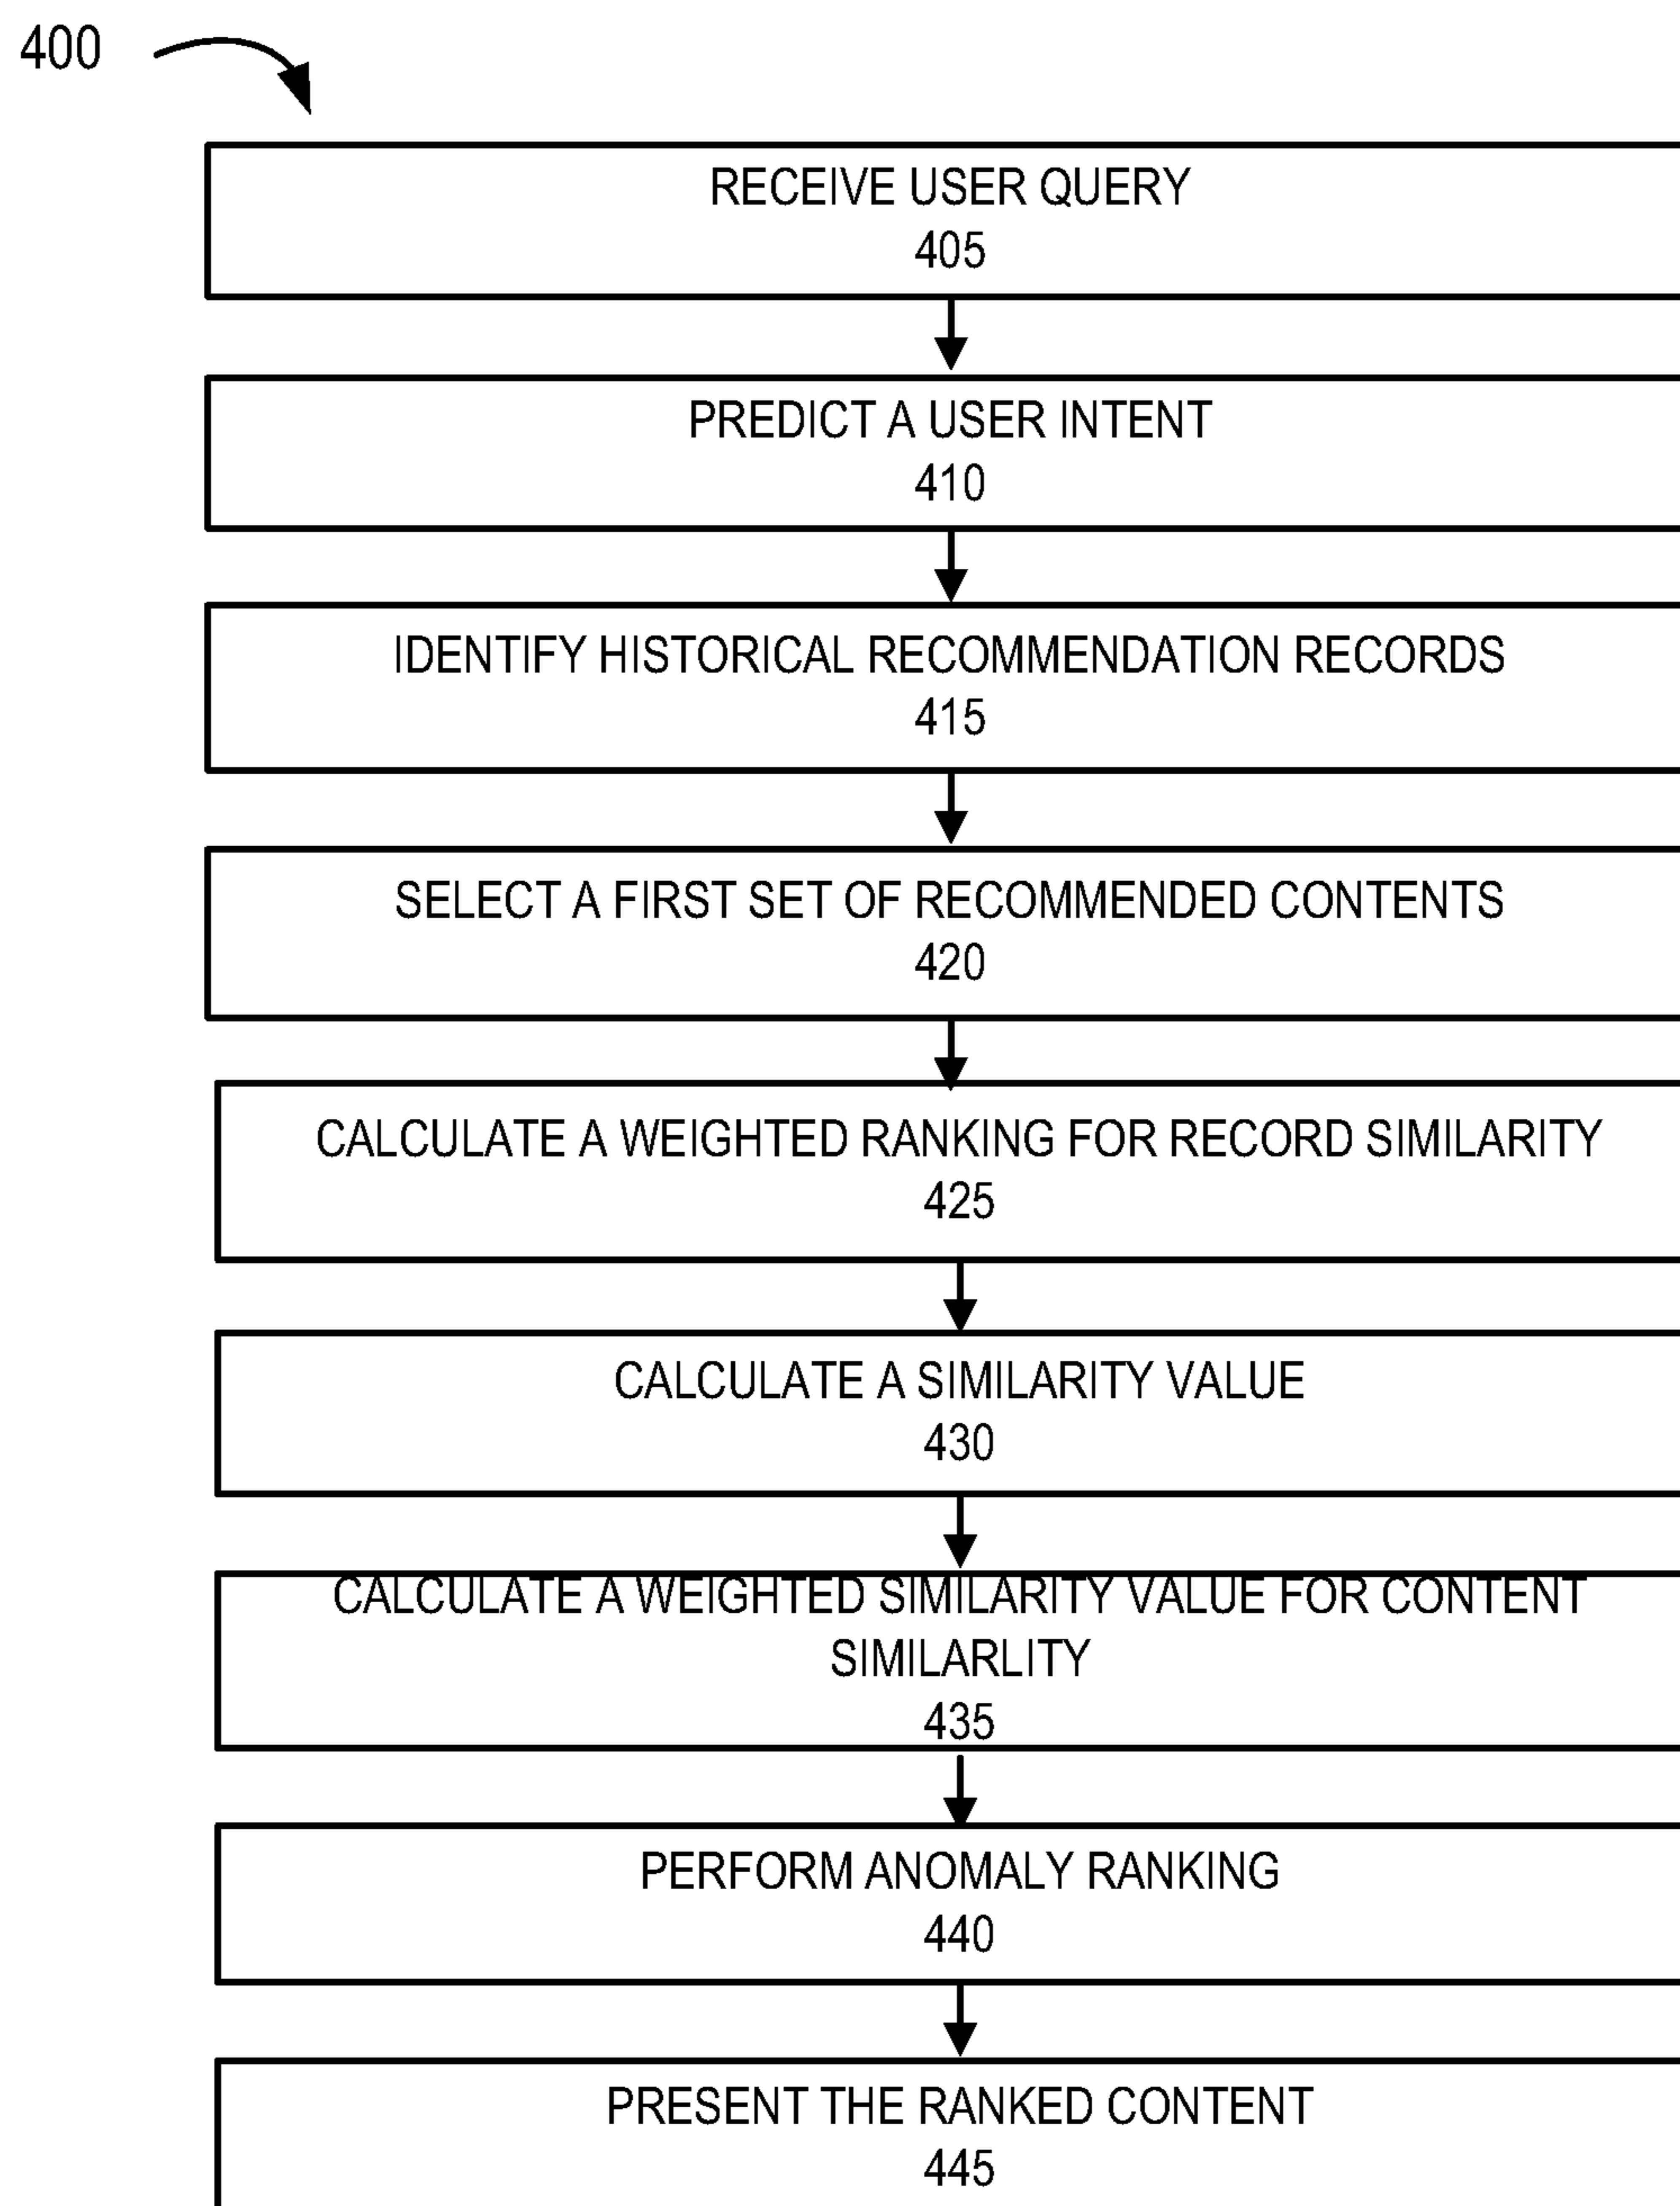 400
RECEIVE USER QUERY
405
PREDICT A USER INTENT
410
IDENTIFY HISTORICAL RECOMMENDATION RECORDS
415
SELECT A FIRST SET OF RECOMMENDED CONTENTS
420
CALCULATE A WEIGHTED RANKING FOR RECORD SIMILARITY
425
CALCULATE A SIMILARITY VALUE
430
CALCULATE A WEIGHTED SIMILARITY VALUE FOR CONTENT
SIMILARLITY
435
PERFORM ANOMALY RANKING
440
PRESENT THE RANKED CONTENT
445